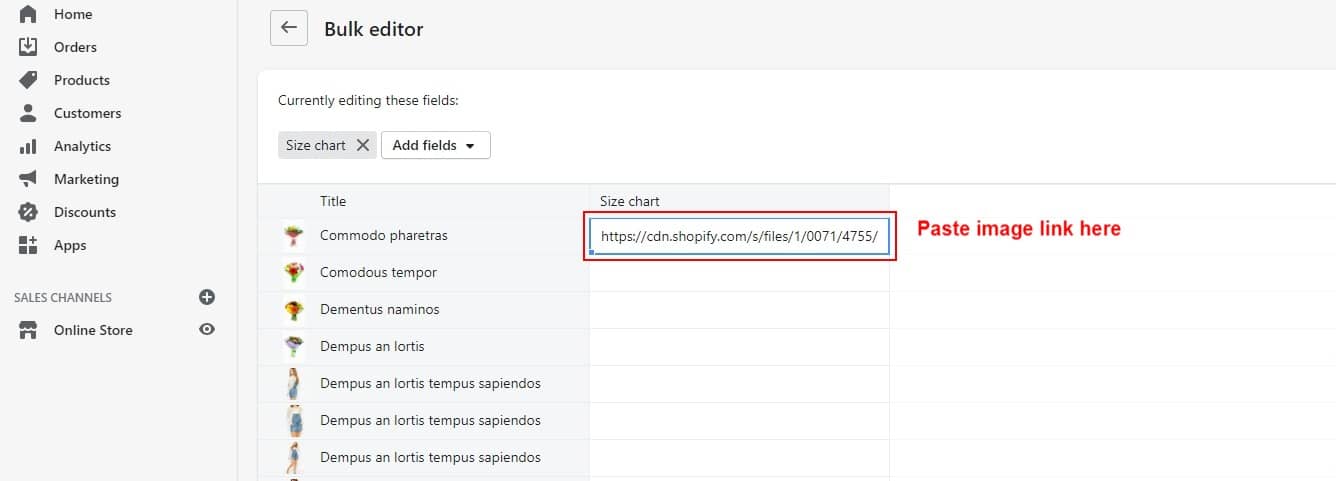 Home
Orders
Products
Customers
Analytics
Marketing
Discounts
Apps
SALES CHANNELS
Online Store
Bulk editor
Currently editing these fields:
Size chart
Add fields
Title Size chart
Commodo pharetras https://cdn.shopify.com/s/files/1/0071/4755/ Paste image link here
Comodous tempor
Dementus naminos
Dempus an lortis
Dempus an lortis tempus sapiendos
Dempus an lortis tempus sapiendos
Dempus an lortis tempus sapiendos